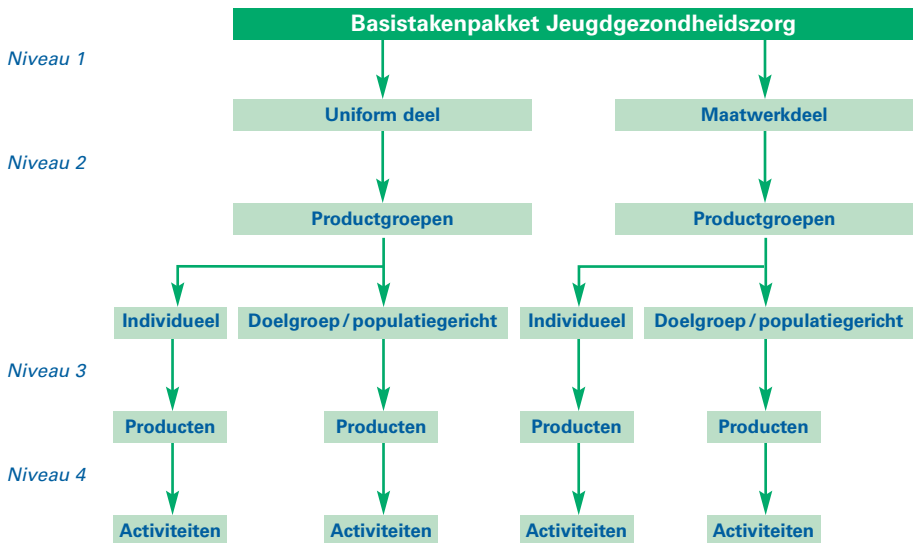 Basistakenpakket Jeugdgezondheidszorg
Niveau 1
Uniform deel Maatwerkdeel
Niveau 2
Productgroepen Productgroepen
Individueel Doelgroep / populatiegericht Individueel Doelgroep / populatiegericht
Niveau 3
Producten Producten Producten Producten
Niveau 4
Activiteiten Activiteiten Activiteiten Activiteiten